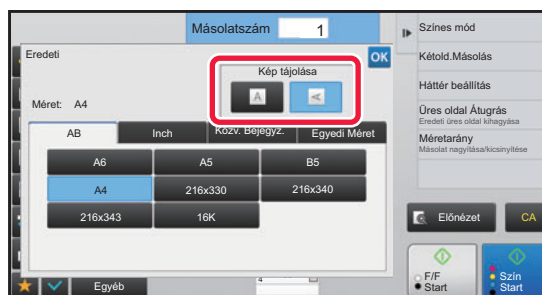 Másolatszám 1
Eredeti
OK
Kép tájolása
A A
Méret: A4
AB Inch Közv. Bejegyz. Egyedi Méret
A6 A5 B5
A4 216x330 216x340
216x343 16K
Egyéb
Színes mód
Kétold.Másolás
Háttér beállítás
Üres oldal Átugrás
Eredeti üres oldal kihagyása
Méretarány
Másolat nagyítása/kicsinyítése
Előnézet CA
F/F
Start
Szín
Start